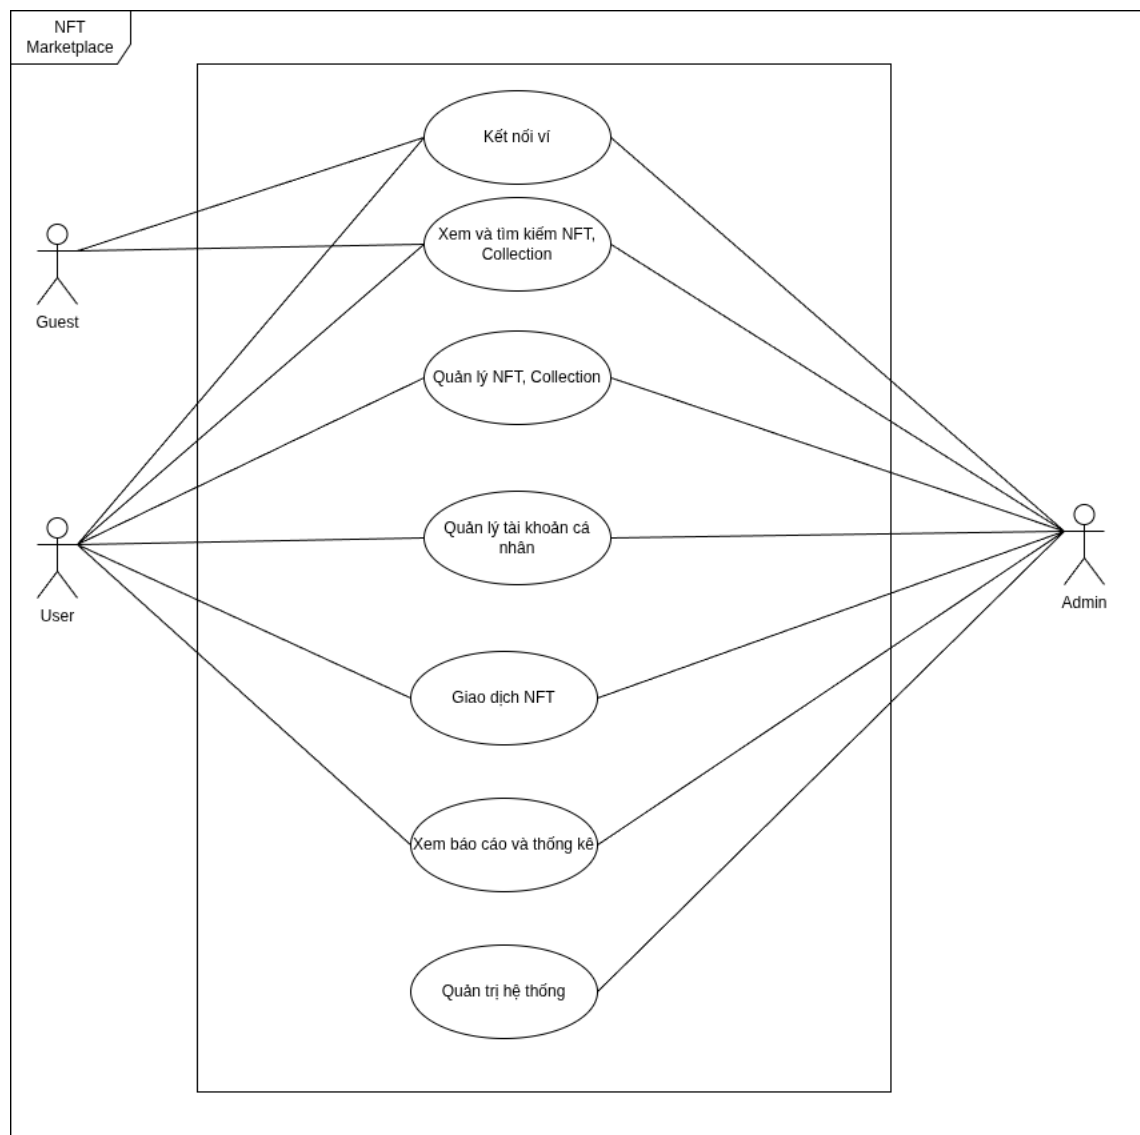 NFT
Marketplace
Kết nối ví
Xem và tìm kiếm NFT,
Collection
Guest
Quản lý NFT, Collection
Quản lý tài khoản cá
nhân
User
Admin
Giao dịch NFT
Xem báo cáo và thống kê
Quản trị hệ thống